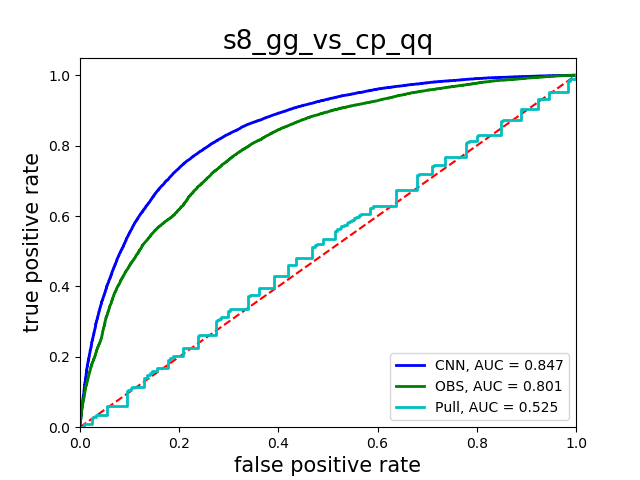 s8_gg_vs_cp_qq
true positive rate
1.0
0.8
0.6
0.4
0.2
0.0
CNN, AUC = 0.847
OBS, AUC = 0.801
Pull, AUC = 0.525
0.0 0.2 0.4 0.6 0.8 1.0
false positive rate